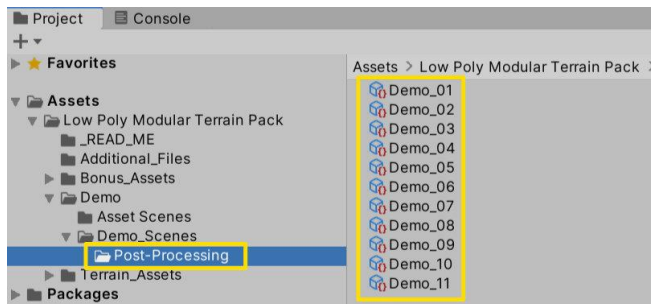 Project Console
Favorites
Assets
Low Poly Modular Terrain Pack
_READ_ME
Additional_Files
Bonus_Assets
Demo
Asset Scenes
Demo_Scenes
Post-Processing
Terrain_Assets
Packages
Assets > Low Poly Modular Terrain Pack >
Demo_01
Demo_02
Demo_03
Demo_04
Demo_05
Demo_06
Demo_07
Demo_08
Demo_09
Demo_10
Demo_11